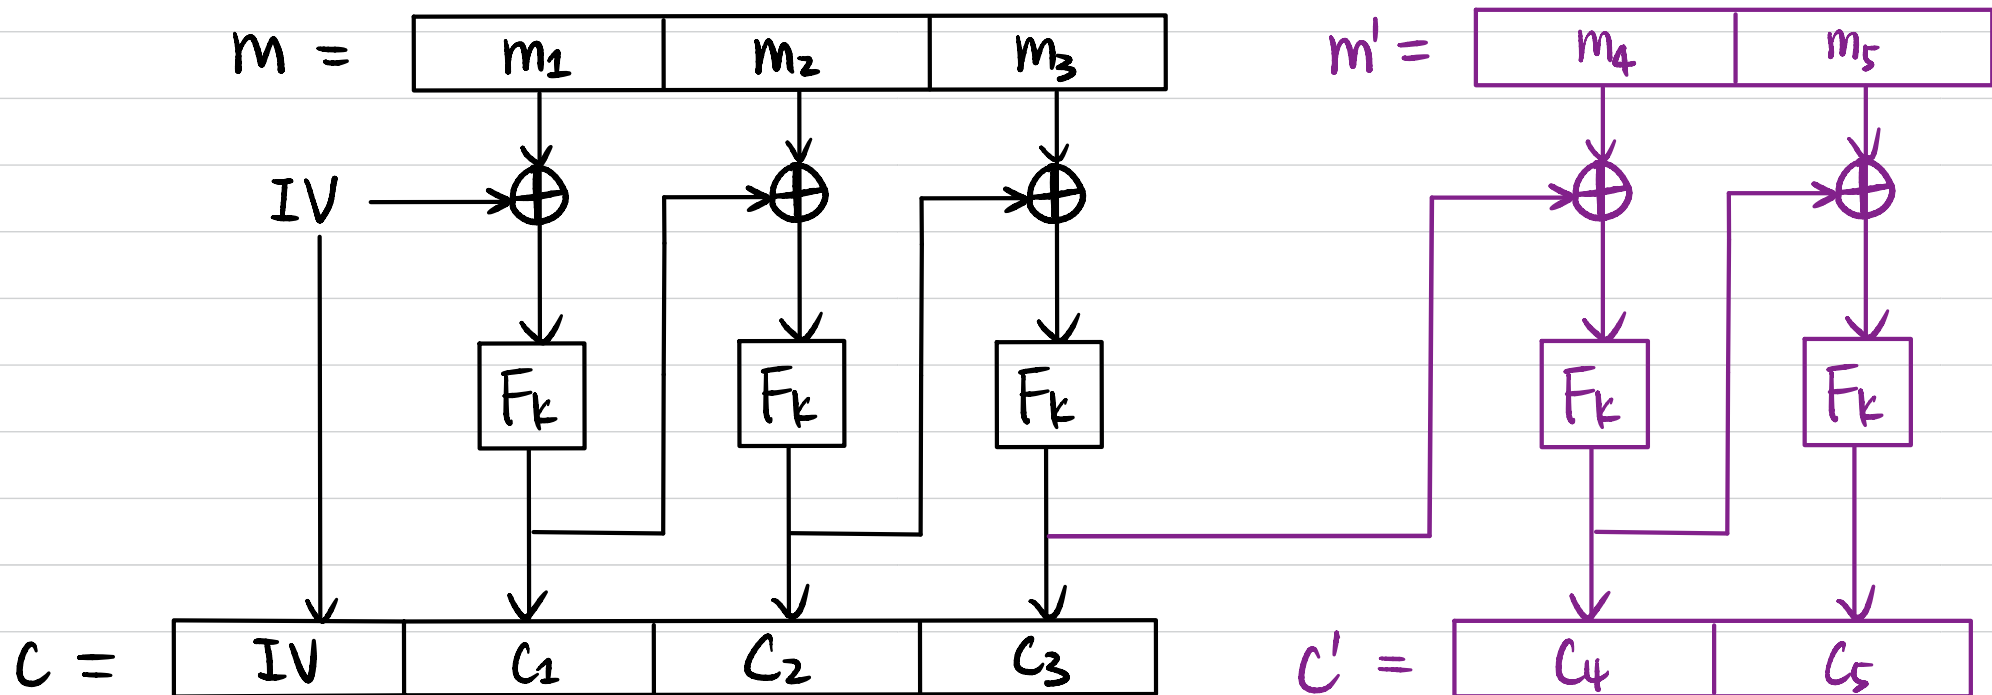 m = m₁ m₂ m₃ m' = m₄ m₅
IV
Fₖ Fₖ Fₖ Fₖ Fₖ
C = IV C₁ C₂ C₃ C' = C₄ C₅